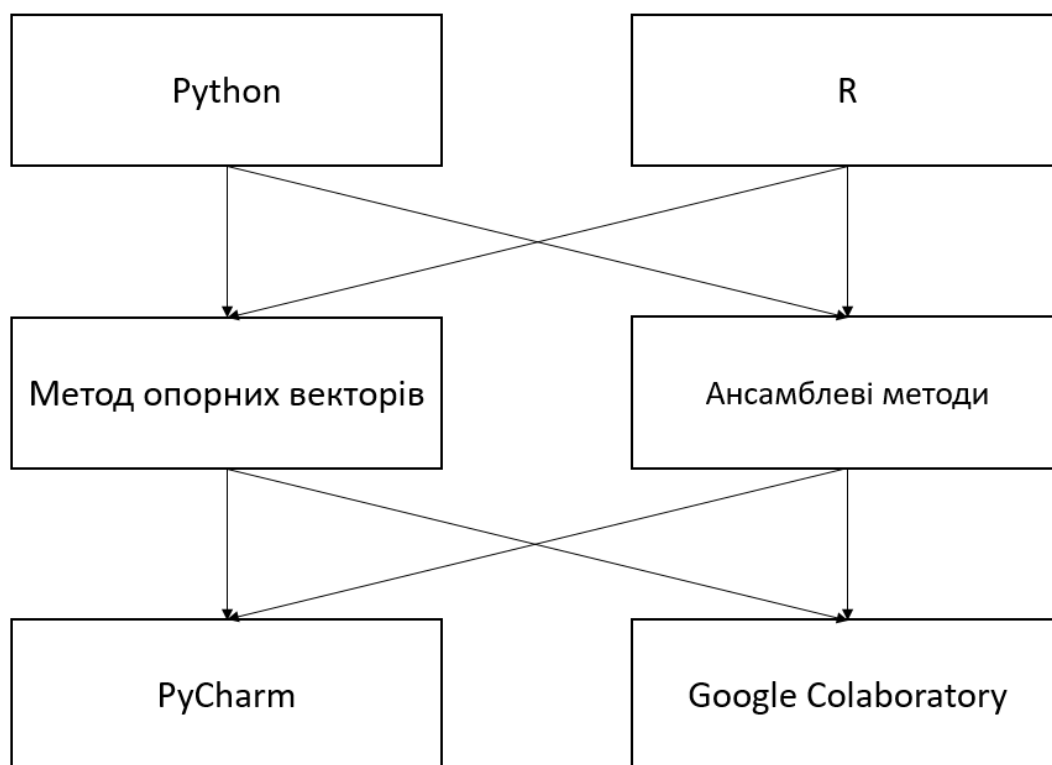 Python
R
Метод опорних векторів
Ансамблеві методи
PyCharm
Google Colaboratory